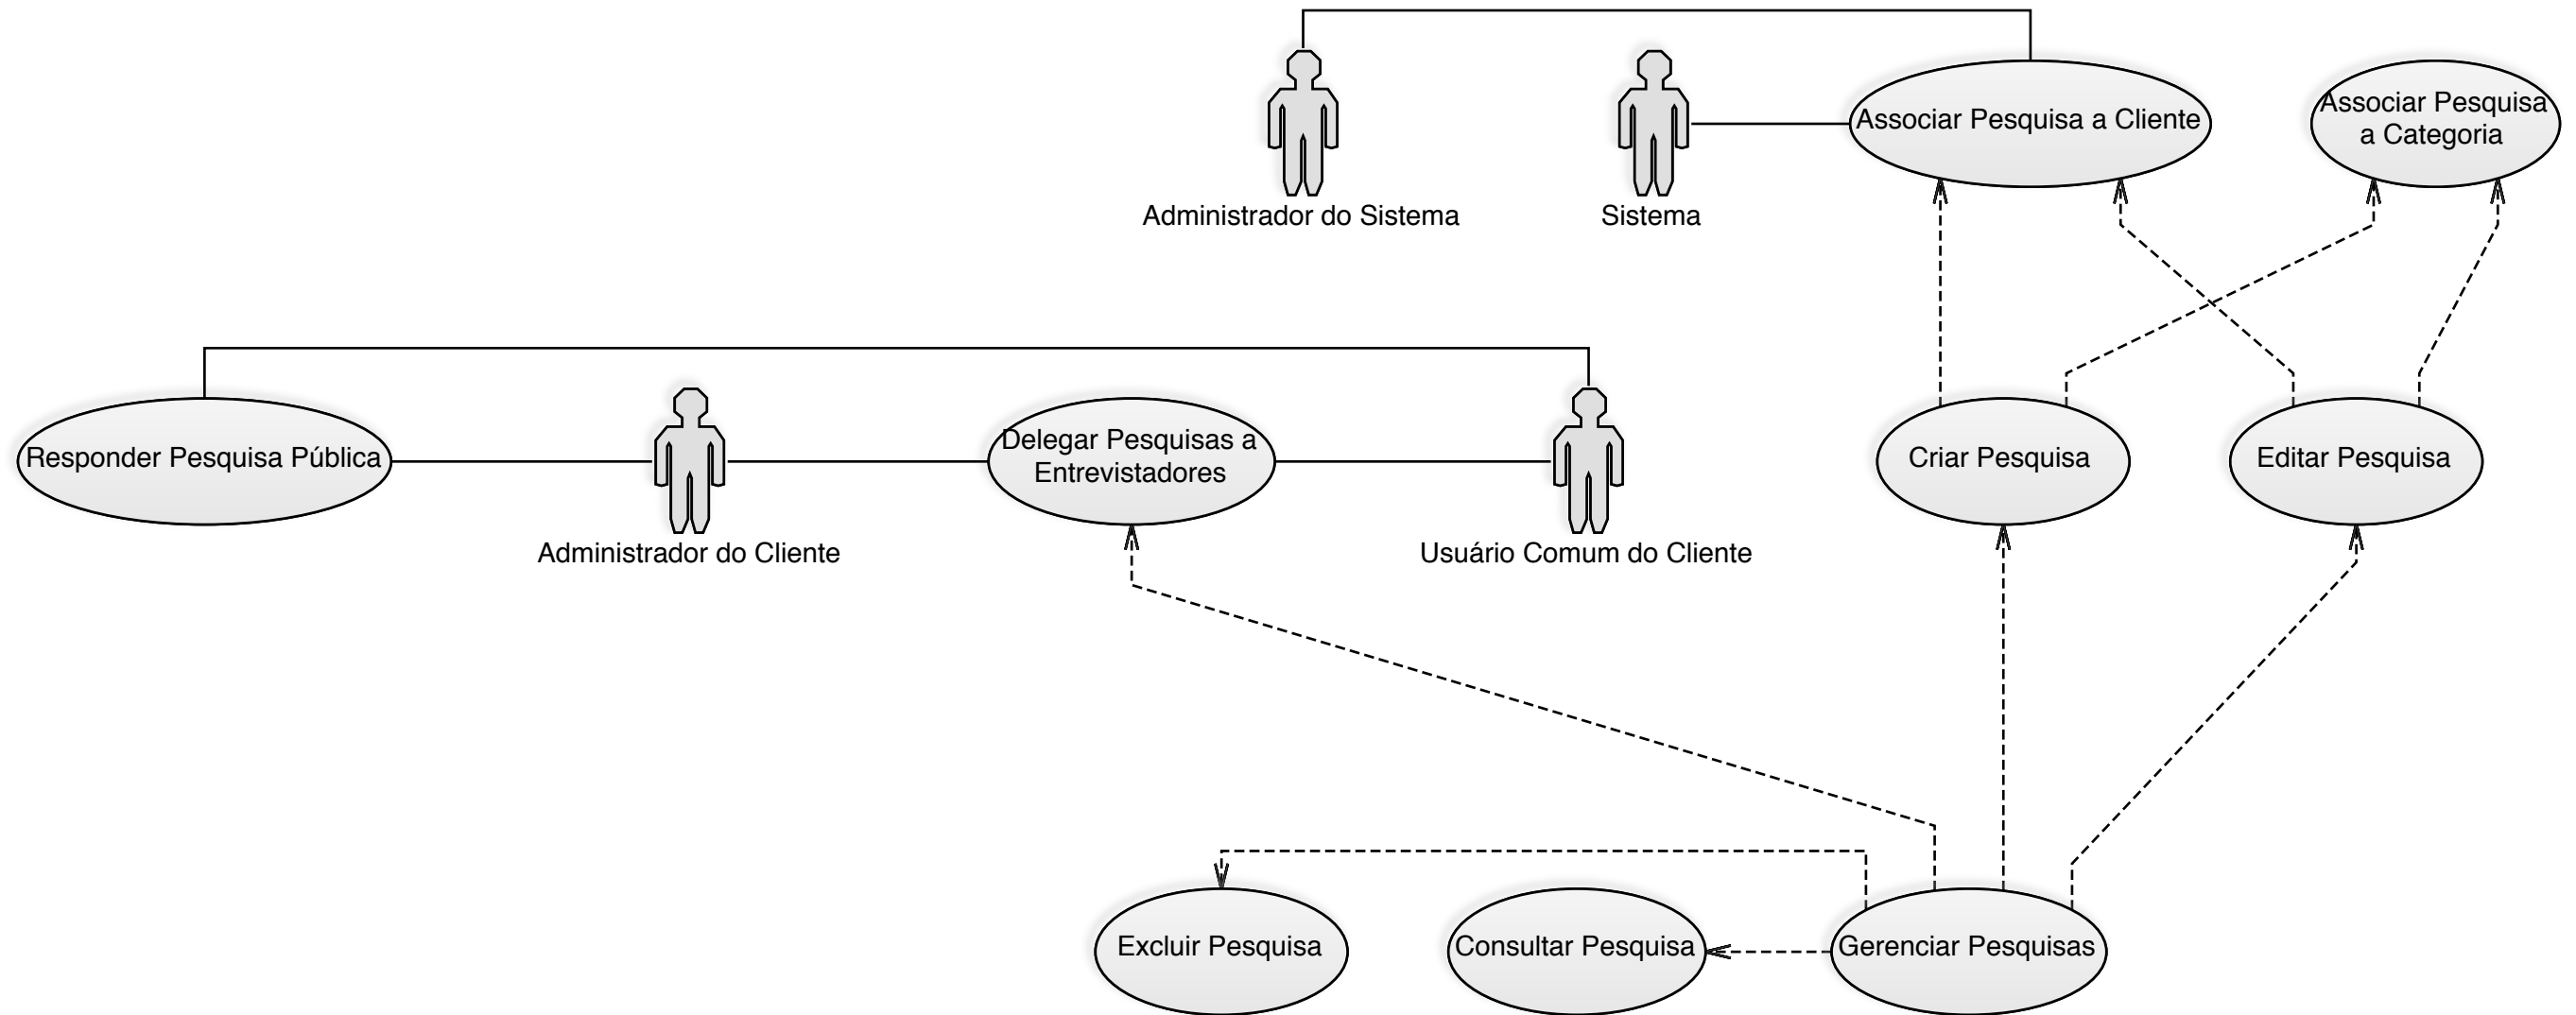 Associar Pesquisa a Cliente
Associar Pesquisa
a Categoria
Administrador do Sistema
Sistema
Responder Pesquisa Pública
Delegar Pesquisas a
Entrevistadores
Criar Pesquisa
Editar Pesquisa
Administrador do Cliente
Usuário Comum do Cliente
Excluir Pesquisa
Consultar Pesquisa
Gerenciar Pesquisas